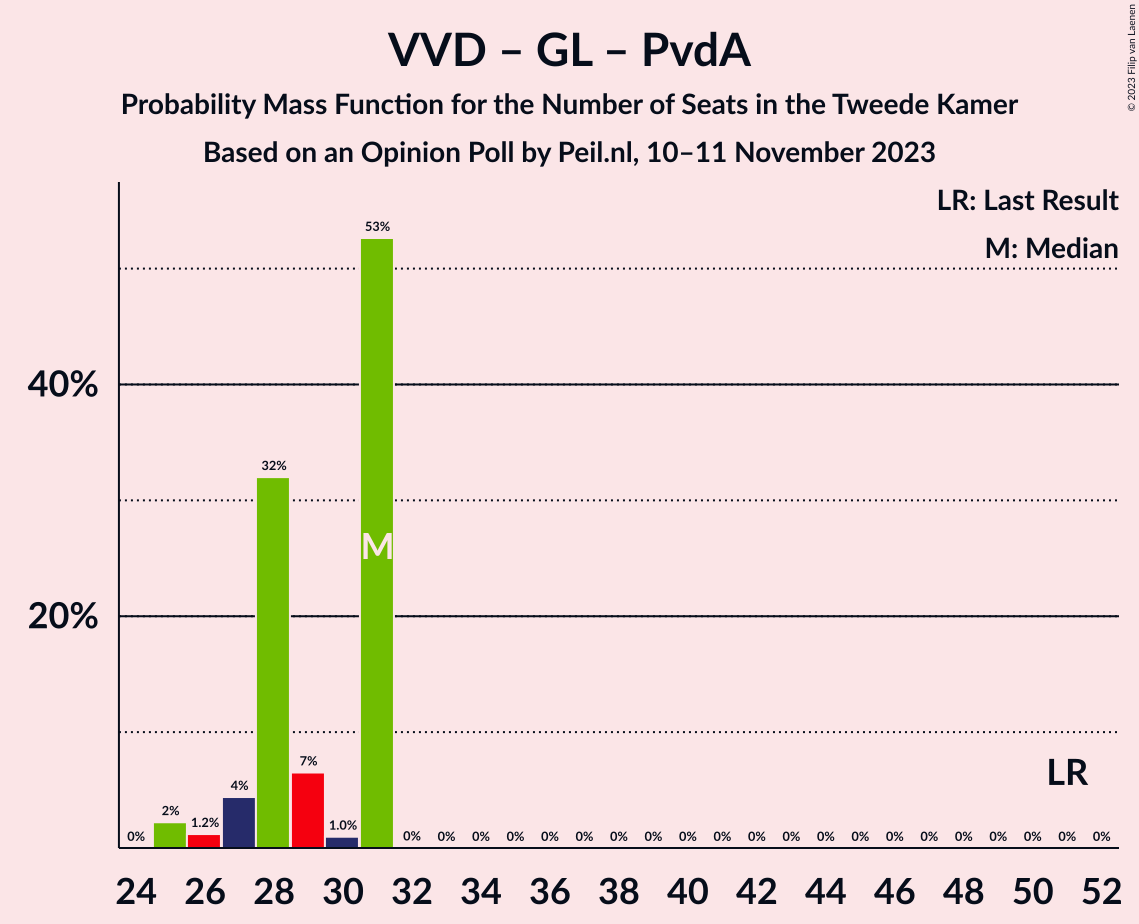 VVD – GL – PvdA
Probability Mass Function for the Number of Seats in the Tweede Kamer
Based on an Opinion Poll by Peil.nl, 10–11 November 2023
© 2023 Filip van Laenen
LR: Last Result
M: Median
53%
40%
32%
M
20%
7%
LR
4%
2%
1.2%
1.0%
0% 0% 0% 0% 0% 0% 0% 0% 0% 0% 0% 0% 0% 0% 0% 0% 0% 0% 0% 0% 0% 0%
24 26 28 30 32 34 36 38 40 42 44 46 48 50 52